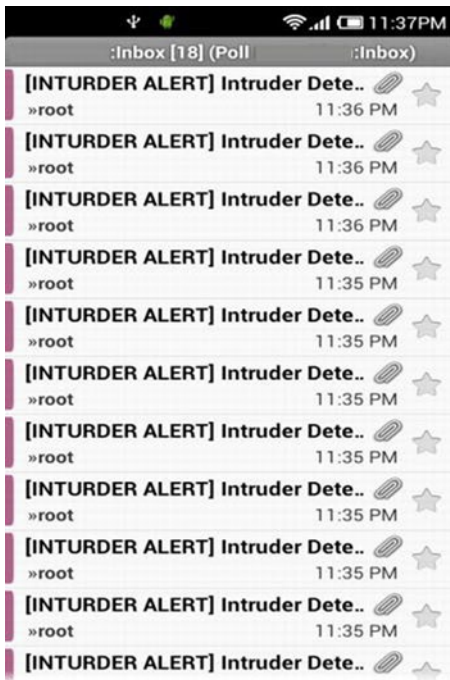 11:37PM
:Inbox [18] (Poll :Inbox)
[INTURDER ALERT] Intruder Dete..
»root 11:36 PM
[INTURDER ALERT] Intruder Dete..
»root 11:36 PM
[INTURDER ALERT] Intruder Dete..
»root 11:36 PM
[INTURDER ALERT] Intruder Dete..
»root 11:35 PM
[INTURDER ALERT] Intruder Dete..
»root 11:35 PM
[INTURDER ALERT] Intruder Dete..
»root 11:35 PM
[INTURDER ALERT] Intruder Dete..
»root 11:35 PM
[INTURDER ALERT] Intruder Dete..
»root 11:35 PM
[INTURDER ALERT] Intruder Dete..
»root 11:35 PM
[INTURDER ALERT] Intruder Dete..
»root 11:35 PM
[INTURDER ALERT] Intruder Dete..